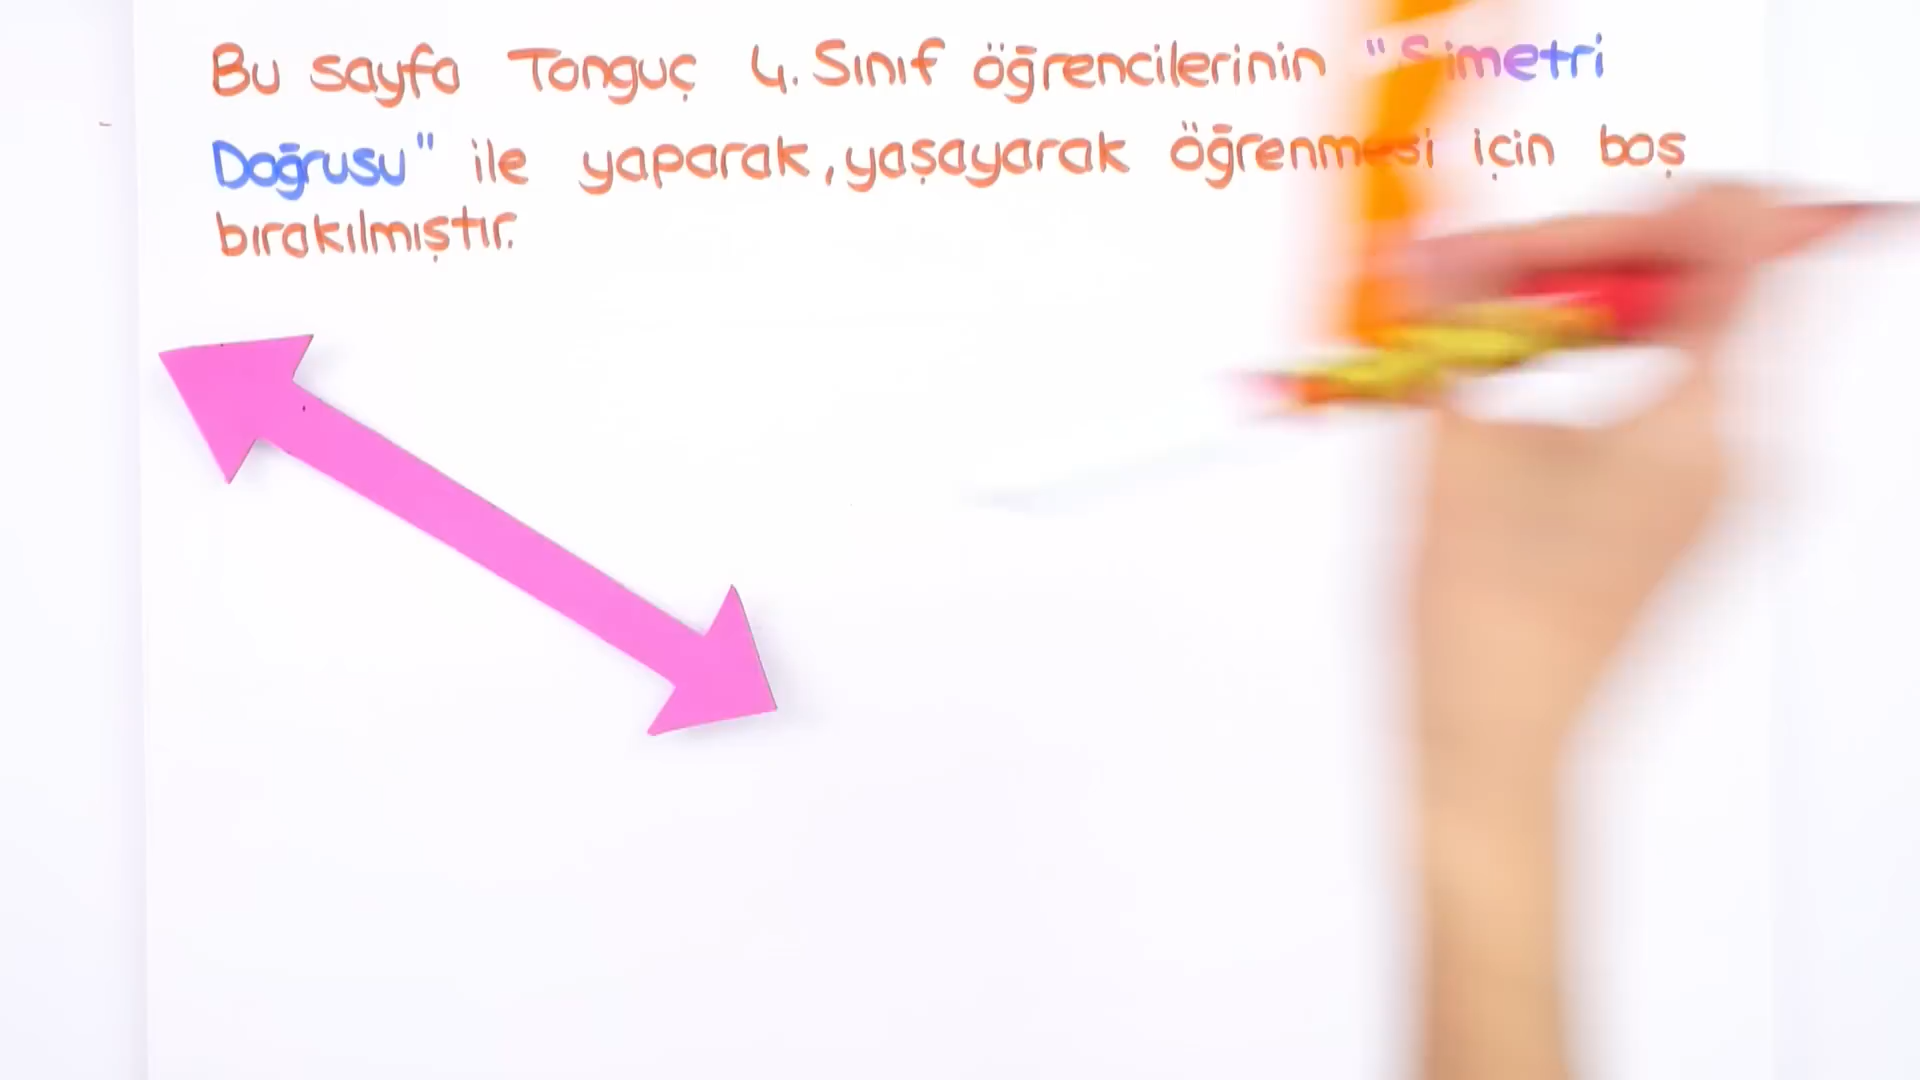 Bu sayfa Tonguç 4. Sınıf öğrencilerinin "Simetri
Doğrusu" ile yaparak, yaşayarak öğrenmesi için boş
bırakılmıştır.